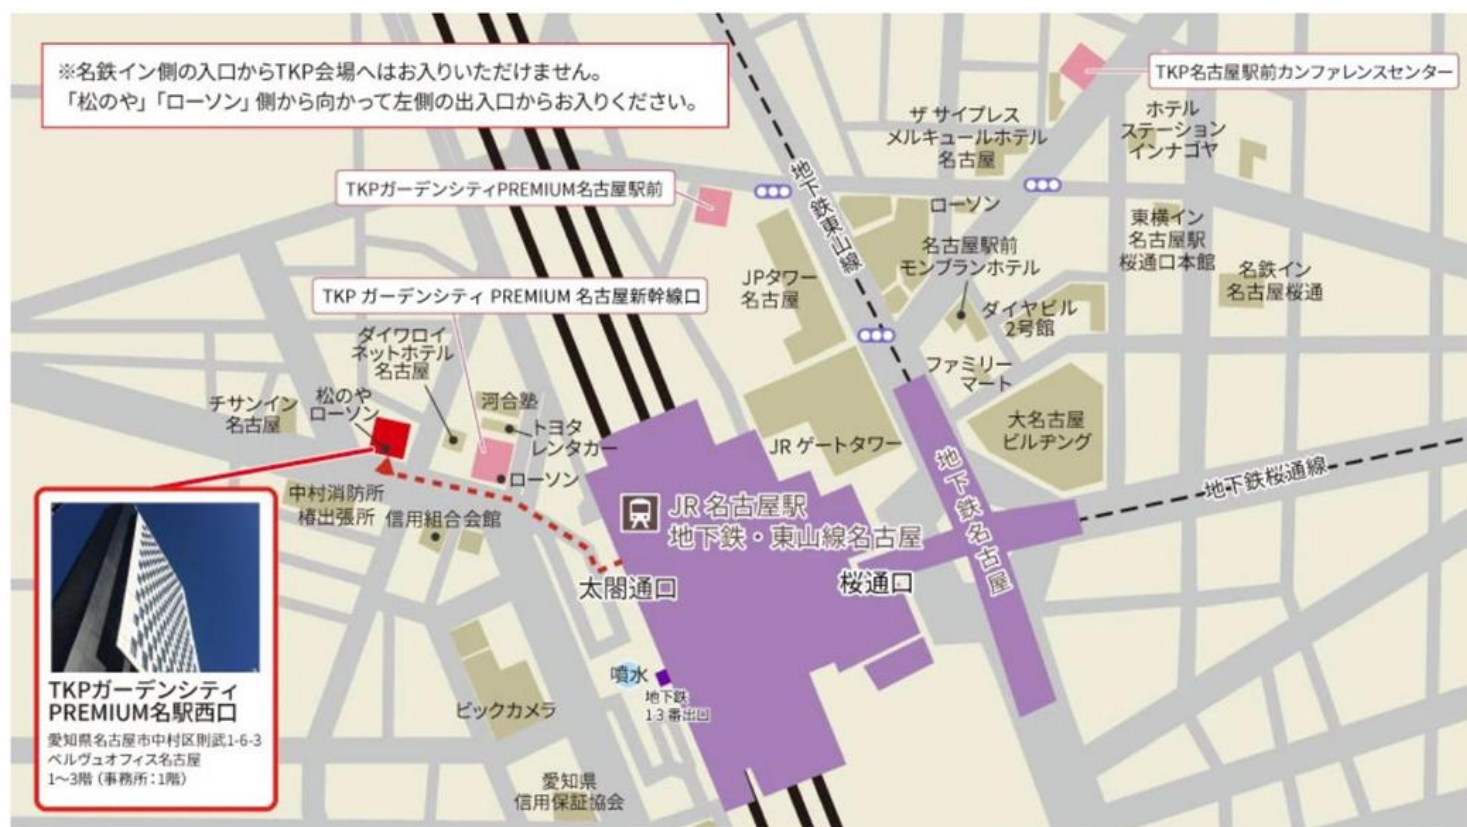 ※名鉄イン側の入口からTKP会場へはお入りいただけません。
「松のや」「ローソン」側から向かって左側の出入口からお入りください。
TKP名古屋駅前カンファレンスセンター
ザ サイプレス
メルキュールホテル
名古屋
ホテル
ステーション
インナゴヤ
TKPガーデンシティPREMIUM名古屋駅前
地下鉄東山線
ローソン
東横イン
名古屋駅
桜通口本館
名古屋駅前
モンブランホテル
JPタワー
名古屋
名鉄イン
名古屋桜通
TKP ガーデンシティ PREMIUM 名古屋新幹線口
ダイヤビル
2号館
ダイワロイ
ネットホテル
名古屋
ファミリー
マート
松のや
ローソン
チサンイン
名古屋
河合塾
トヨタ
レンタカー
大名古屋
ビルヂング
JR ゲートタワー
ローソン
地下鉄名古屋
地下鉄桜通線
中村消防所
椿出張所
信用組合会館
JR 名古屋駅
地下鉄・東山線名古屋
太閤通口
桜通口
噴水
地下鉄
13番出口
ビックカメラ
TKPガーデンシティ
PREMIUM名駅西口
愛知県名古屋市中村区則武1-6-3
ベルヴュオフィス名古屋
1〜3階（事務所：1階）
愛知県
信用保証協会